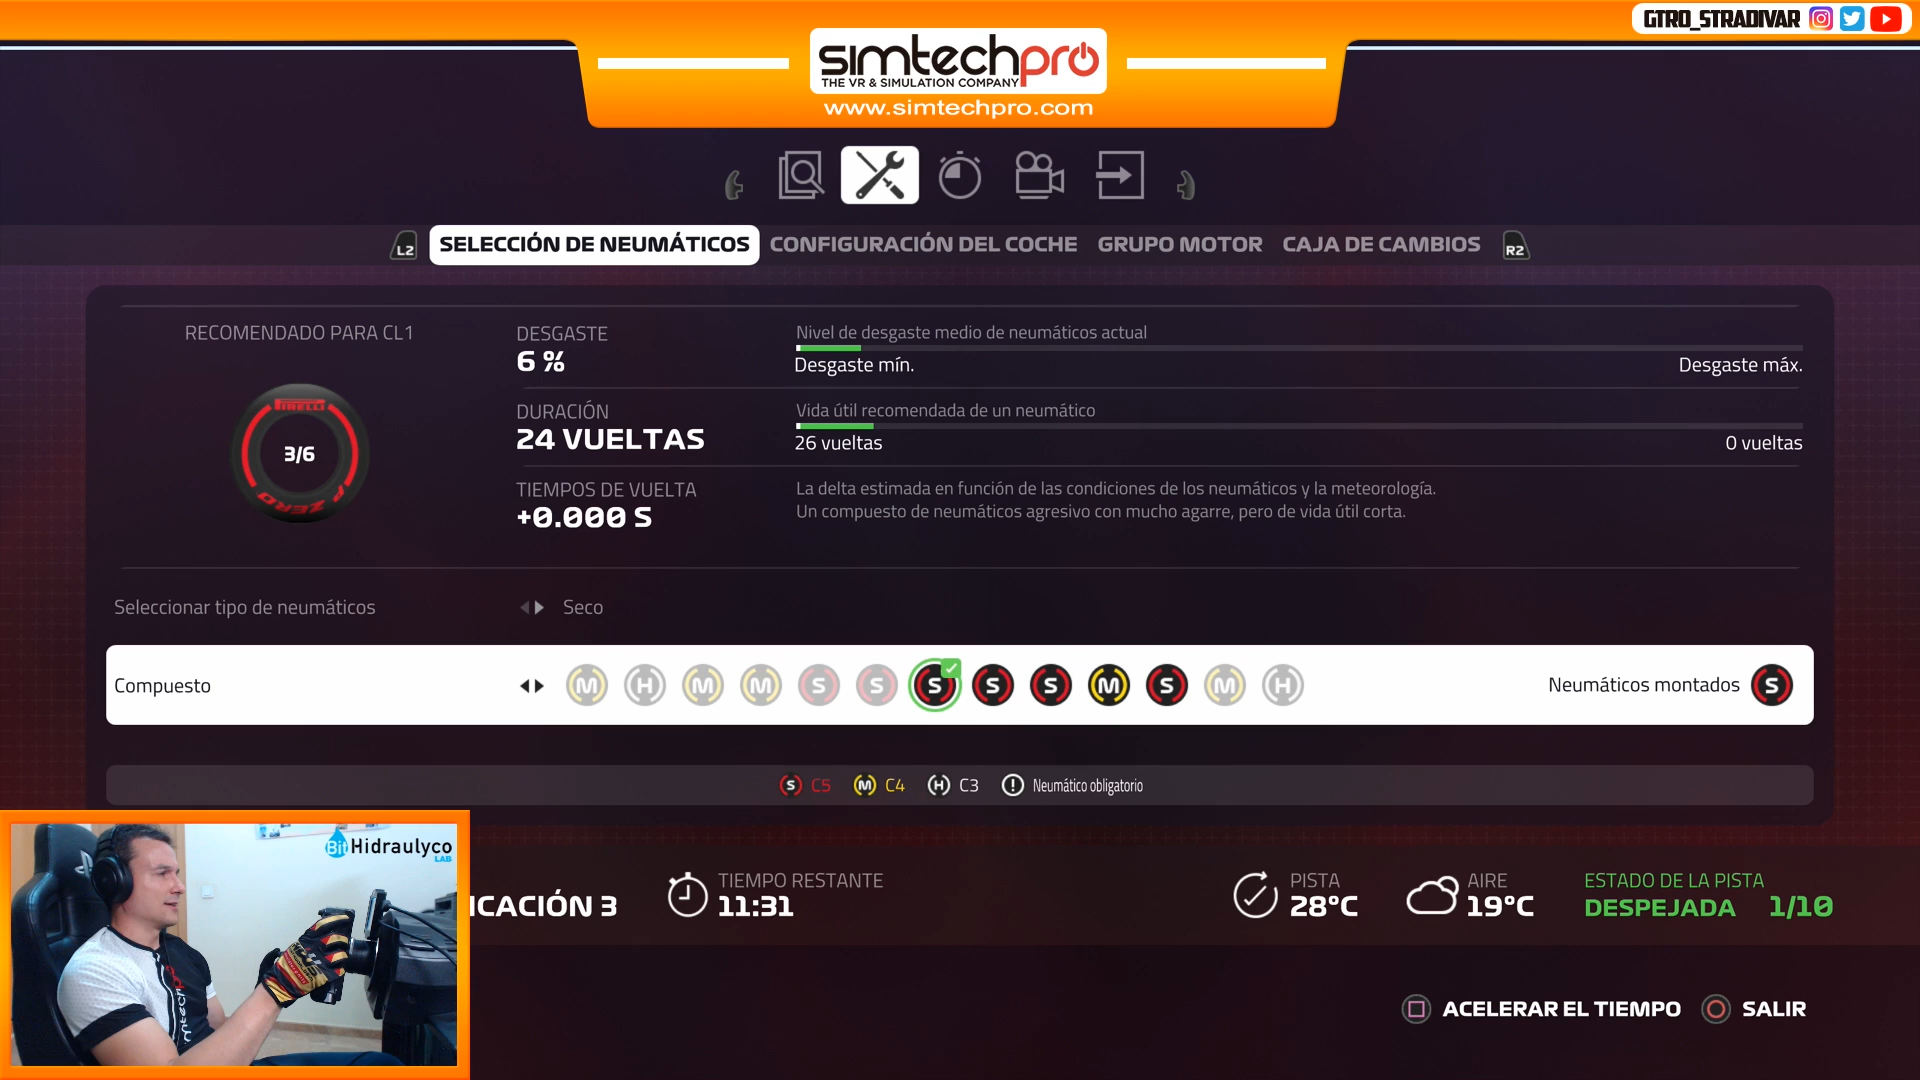 GTRO_STRADIVAR
simtechpro
THE VR & SIMULATION COMPANY
www.simtechpro.com
L2
SELECCIÓN DE NEUMÁTICOS
CONFIGURACIÓN DEL COCHE
GRUPO MOTOR
CAJA DE CAMBIOS
R2
RECOMENDADO PARA CL1
PIRELLI
3/6
P ZERO
DESGASTE
6 %
Nivel de desgaste medio de neumáticos actual
Desgaste mín.
Desgaste máx.
DURACIÓN
24 VUELTAS
Vida útil recomendada de un neumático
26 vueltas
0 vueltas
TIEMPOS DE VUELTA
+0.000 S
La delta estimada en función de las condiciones de los neumáticos y la meteorología.
Un compuesto de neumáticos agresivo con mucho agarre, pero de vida útil corta.
Seleccionar tipo de neumáticos
Seco
Compuesto
M H M M S S S S S M S M H
Neumáticos montados S
S C5 M C4 H C3 ! Neumático obligatorio
BitHidraulyco
LAB
simtechpro
ICACIÓN 3
TIEMPO RESTANTE
11:31
PISTA
28°C
AIRE
19°C
ESTADO DE LA PISTA
DESPEJADA 1/10
ACELERAR EL TIEMPO
SALIR